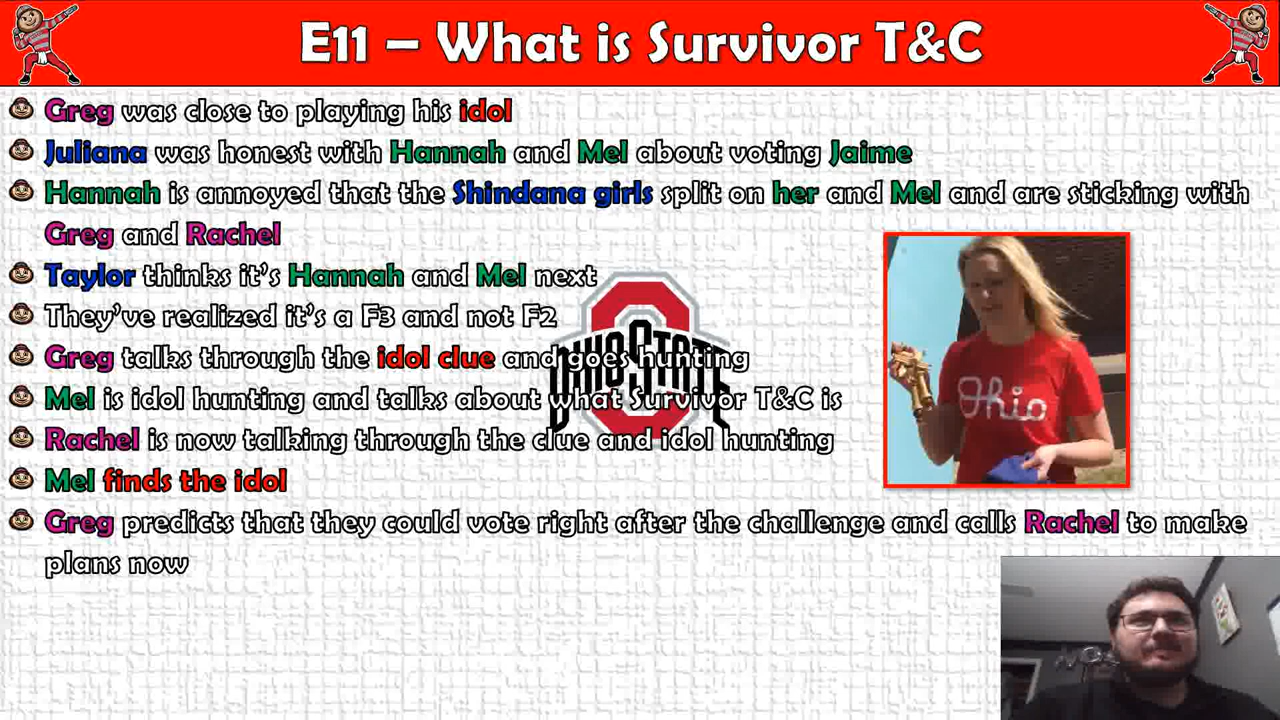 E11 – What is Survivor T&C
Greg was close to playing his idol
Juliana was honest with Hannah and Mel about voting Jaime
Hannah is annoyed that the Shindana girls split on her and Mel and are sticking with
Greg and Rachel
Taylor thinks it's Hannah and Mel next
They've realized it's a F3 and not F2
Greg talks through the idol clue and goes hunting
Mel is idol hunting and talks about what Survivor T&C is
Rachel is now talking through the clue and idol hunting
Mel finds the idol
Greg predicts that they could vote right after the challenge and calls Rachel to make
plans now
OHIO STATE
Ohio